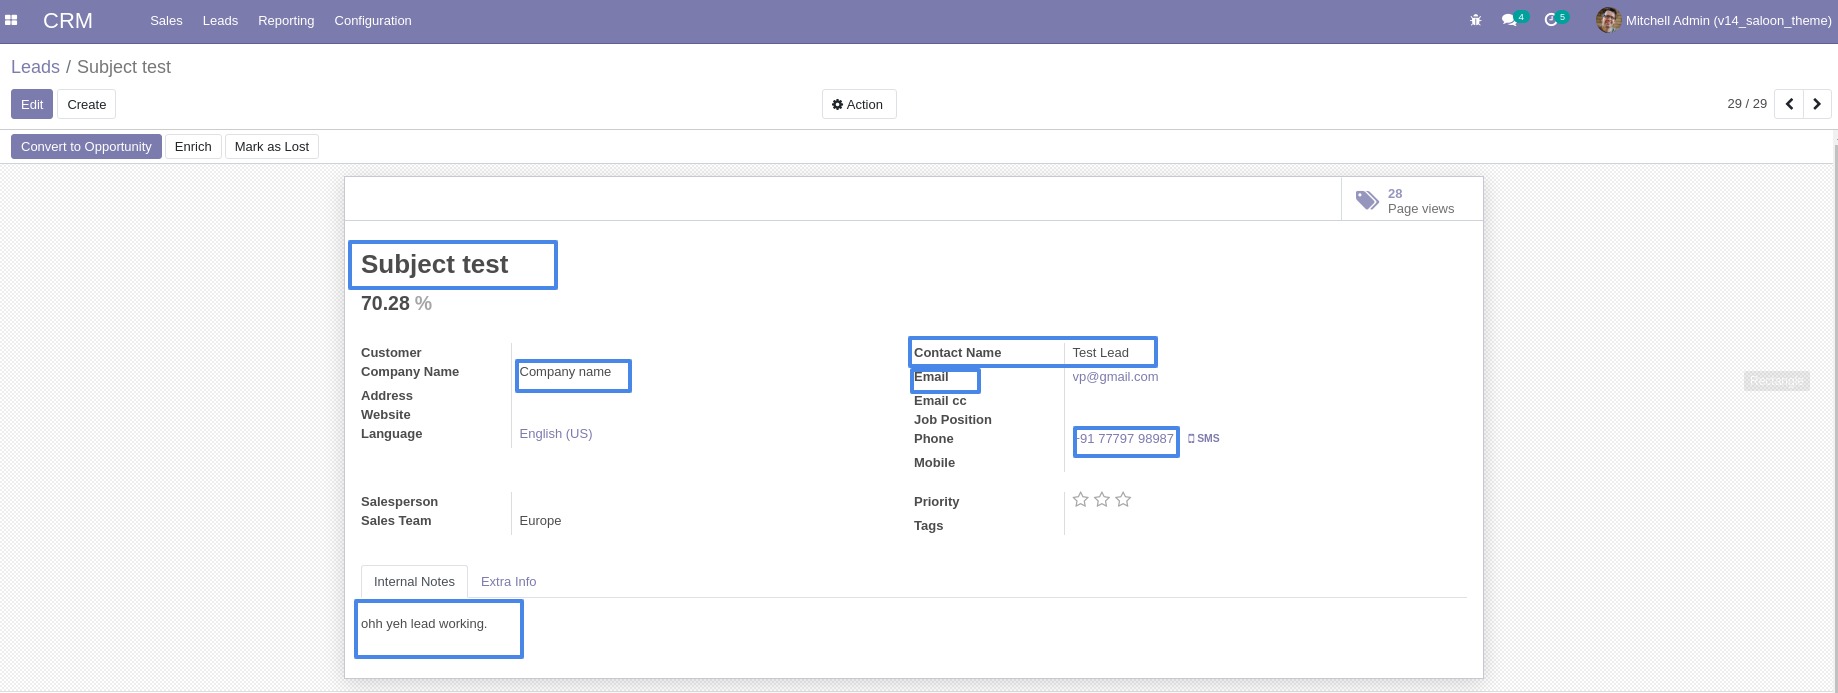 CRM Sales Leads Reporting Configuration 4 5 Mitchell Admin (v14_saloon_theme)
Leads / Subject test
Edit Create Action 29 / 29
Convert to Opportunity Enrich Mark as Lost
28
Page views
Subject test
70.28 %
Customer
Company Name Company name
Address
Website
Language English (US)
Contact Name Test Lead
Email vp@gmail.com
Email cc
Job Position
Phone +91 77797 98987 SMS
Mobile
Rectangle
Salesperson
Sales Team Europe
Priority
Tags
Internal Notes Extra Info
ohh yeh lead working.